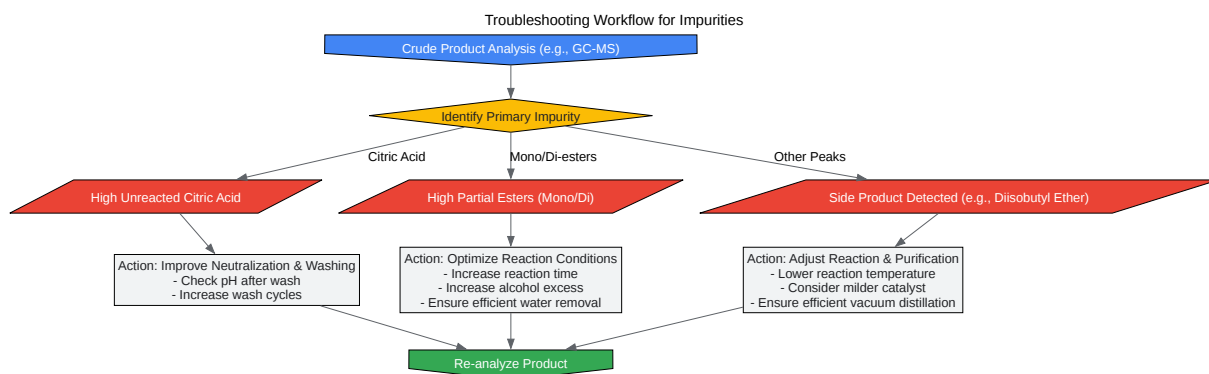 Troubleshooting Workflow for Impurities
Crude Product Analysis (e.g., GC-MS)
Identify Primary Impurity
Citric Acid
Mono/Di-esters
Other Peaks
High Unreacted Citric Acid
High Partial Esters (Mono/Di)
Side Product Detected (e.g., Diisobutyl Ether)
Action: Improve Neutralization & Washing
- Check pH after wash
- Increase wash cycles
Action: Optimize Reaction Conditions
- Increase reaction time
- Increase alcohol excess
- Ensure efficient water removal
Action: Adjust Reaction & Purification
- Lower reaction temperature
- Consider milder catalyst
- Ensure efficient vacuum distillation
Re-analyze Product